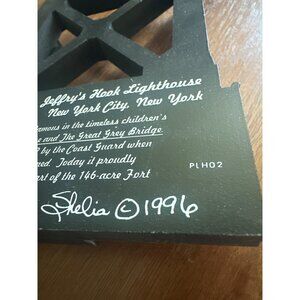 Jeffry's Hook Lighthouse
New York City, New York
famous in the timeless children's
and The Great Grey Bridge.
by the Coast Guard when
Today it proudly
art of the 146-acre Fort
PLH02
Shelia ©1996